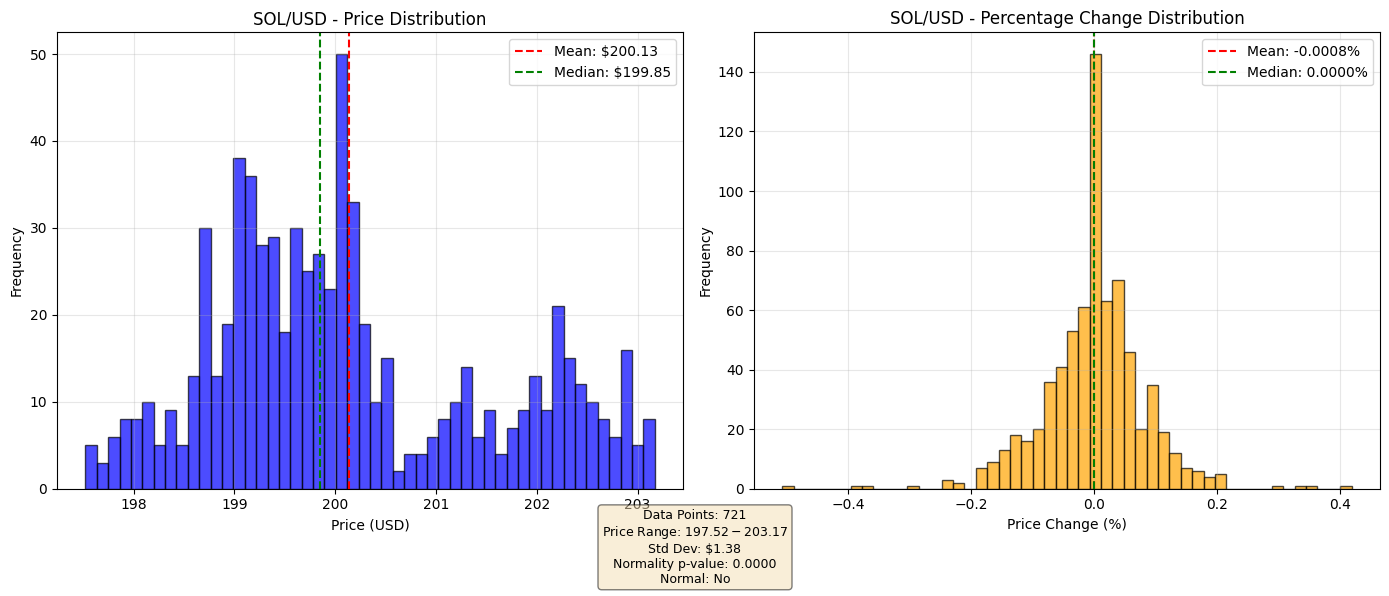 SOL/USD - Price Distribution
Mean: $200.13
Median: $199.85
50
40
30
20
10
0
Frequency
198 199 200 201 202 203
Price (USD)
SOL/USD - Percentage Change Distribution
Mean: -0.0008%
Median: 0.0000%
140
120
100
80
60
40
20
0
Frequency
−0.4 −0.2 0.0 0.2 0.4
Price Change (%)
Data Points: 721
Price Range: 197.52 − 203.17
Std Dev: $1.38
Normality p-value: 0.0000
Normal: No